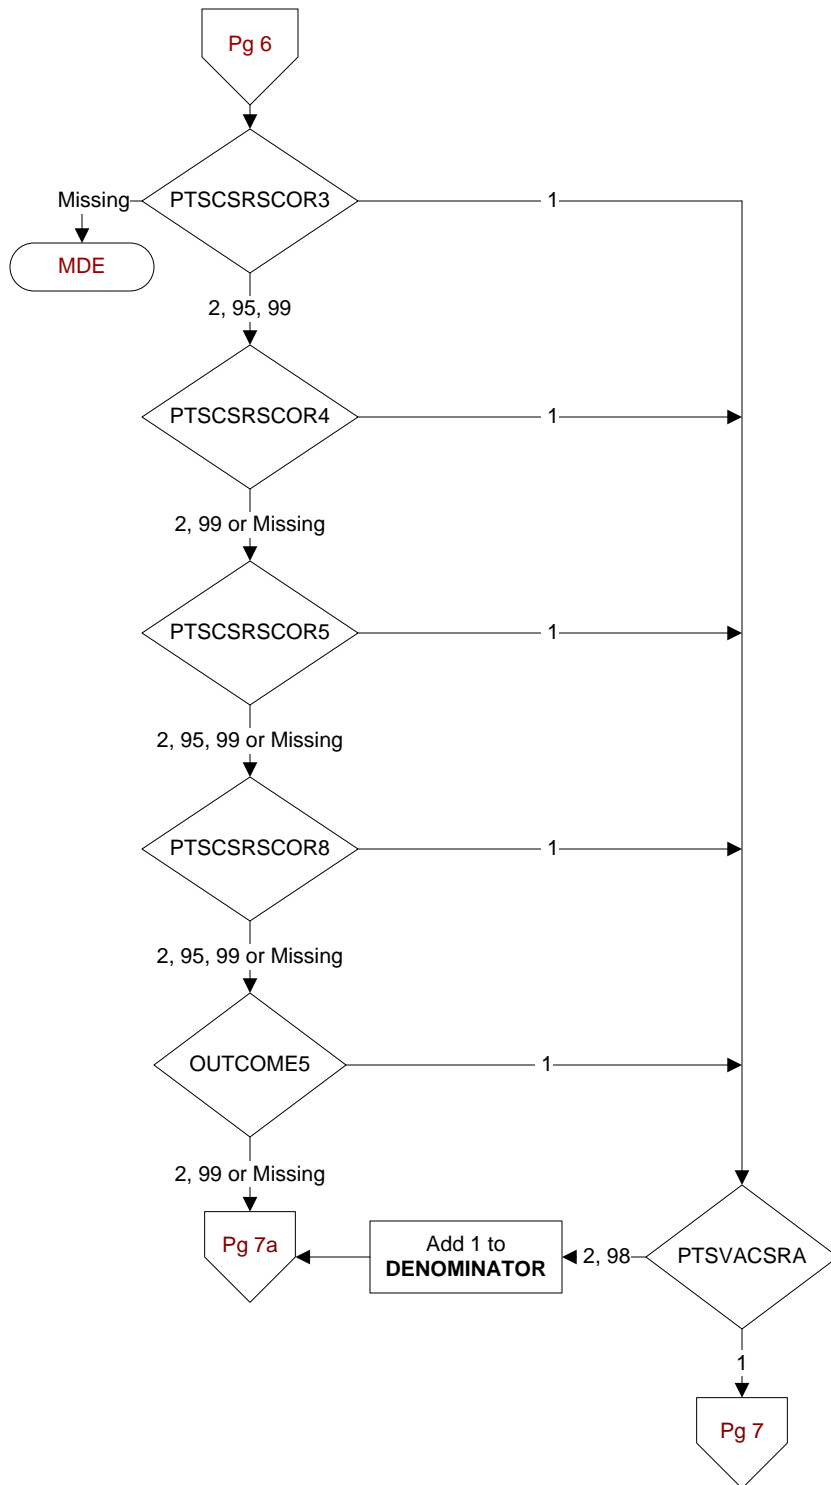 Pg 6
Missing
PTSCSRSCOR3
1
MDE
2, 95, 99
PTSCSRSCOR4
1
2, 99 or Missing
PTSCSRSCOR5
1
2, 95, 99 or Missing
PTSCSRSCOR8
1
2, 95, 99 or Missing
OUTCOME5
1
2, 99 or Missing
Pg 7a
Add 1 to
DENOMINATOR
2, 98
PTSVACSRA
1
Pg 7